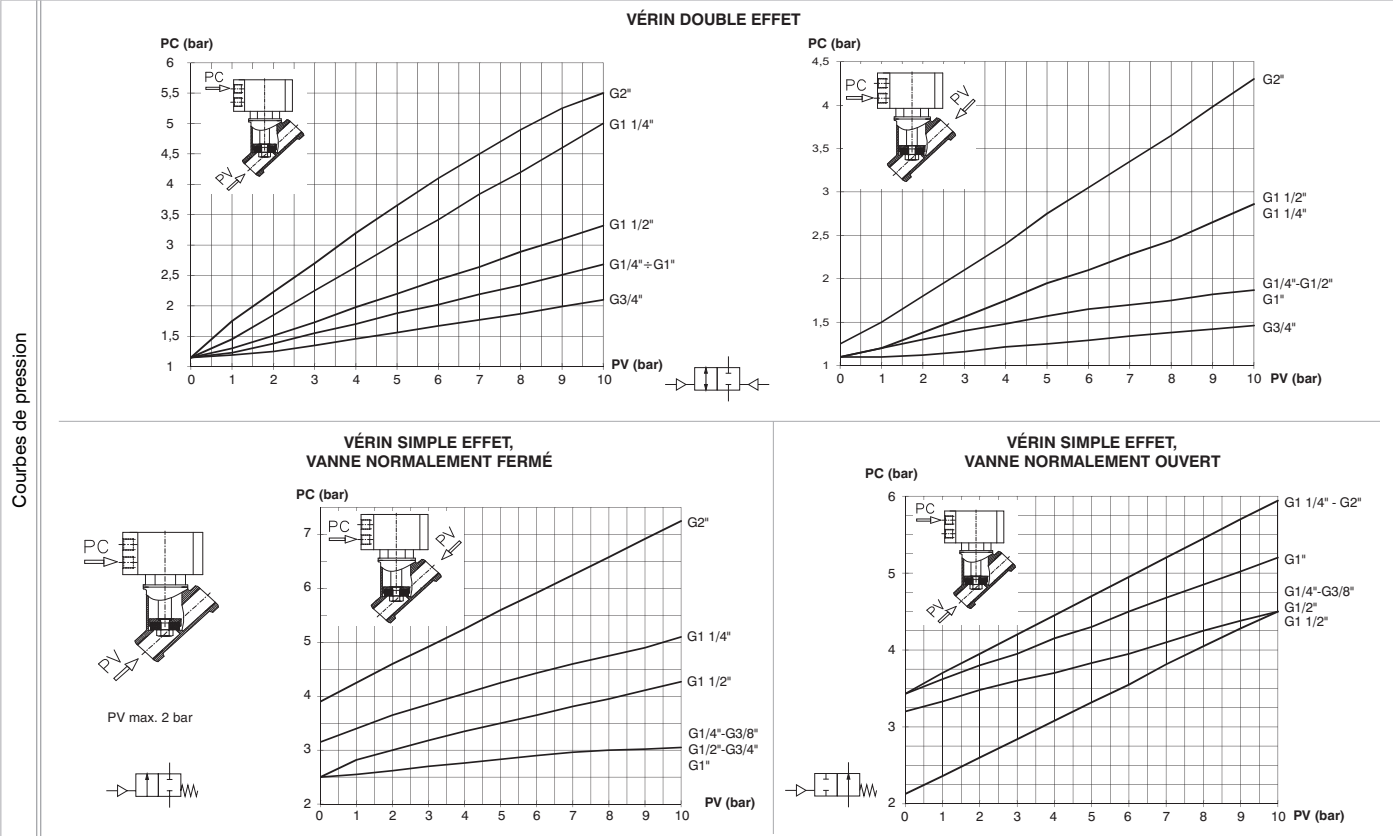 Courbes de pression
VÉRIN DOUBLE EFFET
PC (bar)
6
5,5
5
4,5
4
3,5
3
2,5
2
1,5
1
0 1 2 3 4 5 6 7 8 9 10
PV (bar)
PC
PV
G2"
G1 1/4"
G1 1/2"
G1/4"÷G1"
G3/4"
PC (bar)
4,5
4
3,5
3
2,5
2
1,5
1
0 1 2 3 4 5 6 7 8 9 10 PV (bar)
PC
PV
G2"
G1 1/2"
G1 1/4"
G1/4"-G1/2"
G1"
G3/4"
VÉRIN SIMPLE EFFET,
VANNE NORMALEMENT FERMÉ
PC
PV
PV max. 2 bar
PC (bar)
7
6
5
4
3
2
0 1 2 3 4 5 6 7 8 9 10
PV (bar)
PC
PV
G2"
G1 1/4"
G1 1/2"
G1/4"-G3/8"
G1/2"-G3/4"
G1"
VÉRIN SIMPLE EFFET,
VANNE NORMALEMENT OUVERT
PC (bar)
6
5
4
3
2
0 1 2 3 4 5 6 7 8 9 10 PV (bar)
PC
PV
G1 1/4" - G2"
G1"
G1/4"-G3/8"
G1/2"
G1 1/2"